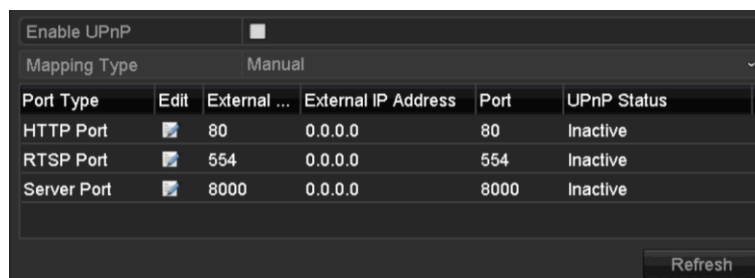 Enable UPnP
Mapping Type Manual
Port Type Edit External ... External IP Address Port UPnP Status
HTTP Port 80 0.0.0.0 80 Inactive
RTSP Port 554 0.0.0.0 554 Inactive
Server Port 8000 0.0.0.0 8000 Inactive
Refresh